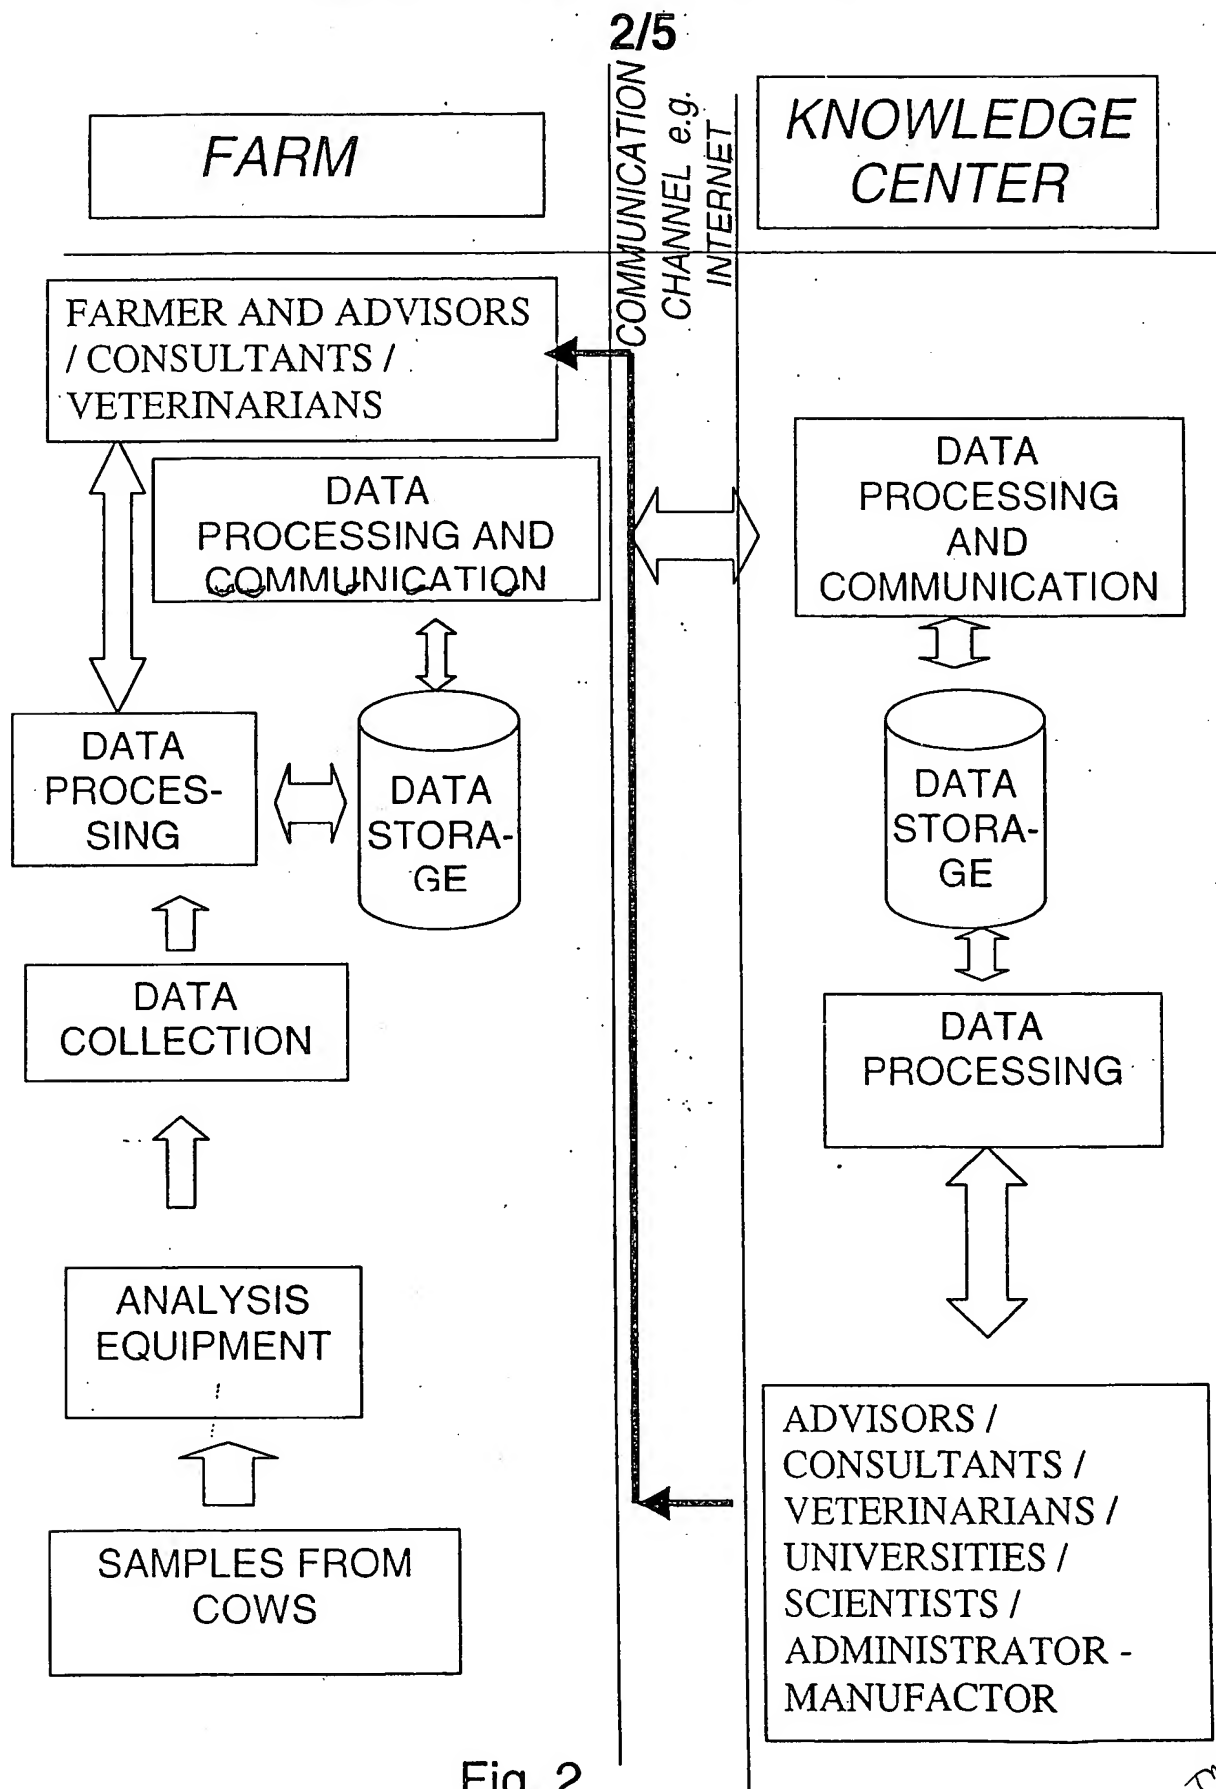 2/5
FARM
COMMUNICATION
CHANNEL e.g.
INTERNET
KNOWLEDGE
CENTER
FARMER AND ADVISORS
/ CONSULTANTS /
VETERINARIANS
DATA
PROCESSING AND
COMMUNICATION
DATA
PROCES-
SING
DATA
STORA-
GE
DATA
COLLECTION
ANALYSIS
EQUIPMENT
SAMPLES FROM
COWS
DATA
PROCESSING
AND
COMMUNICATION
DATA
STORA-
GE
DATA
PROCESSING
ADVISORS /
CONSULTANTS /
VETERINARIANS /
UNIVERSITIES /
SCIENTISTS /
ADMINISTRATOR -
MANUFACTOR
Fig. 2